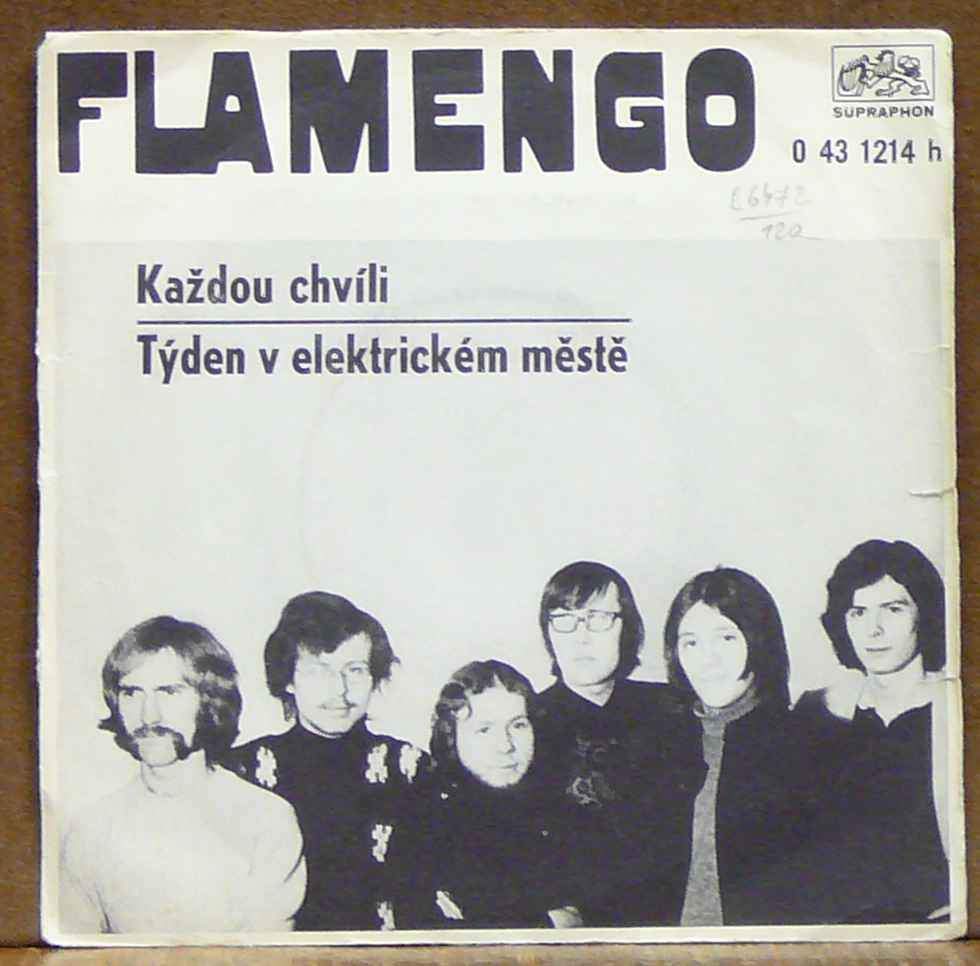 FLAMENGO
SUPRAPHON
0 43 1214 h
Každou chvíli
Týden v elektrickém městě